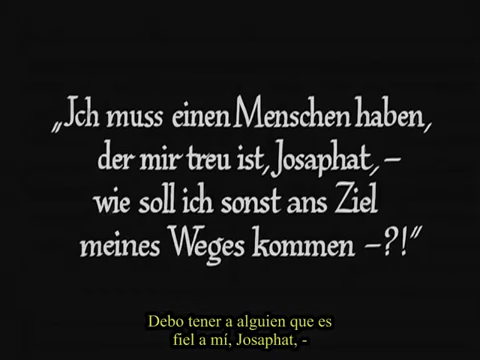 „Ich muss einen Menschen haben,
der mir treu ist, Josaphat, –
wie soll ich sonst ans Ziel
meines Weges kommen –?!“
Debo tener a alguien que es
fiel a mí, Josaphat, -